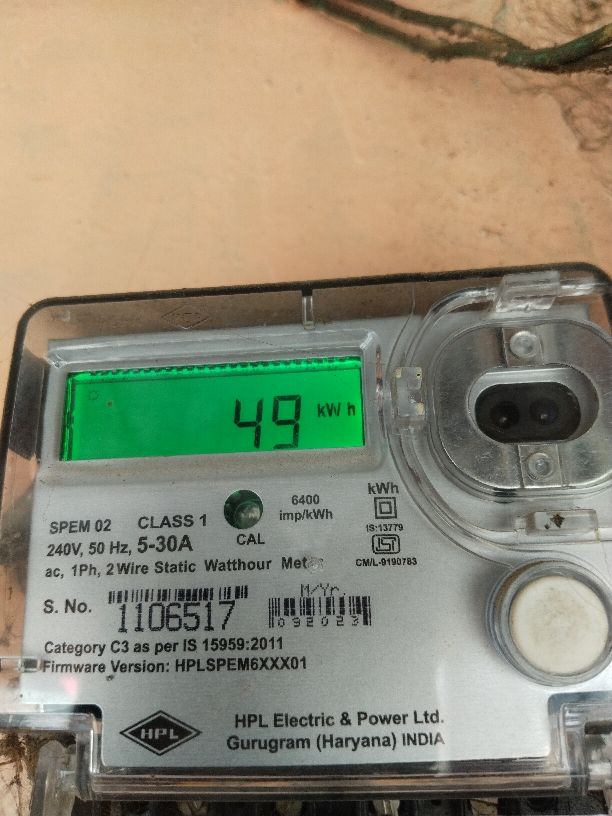 49 kWh
SPEM 02 CLASS 1
240V, 50 Hz, 5-30A
CAL
6400
imp/kWh
kWh
IS:13779
ISI
CM/L-9190783
ac, 1Ph, 2 Wire Static Watthour Meter
S. No. 1106517
M/Yr.
092023
Category C3 as per IS 15959:2011
Firmware Version: HPLSPEM6XXX01
HPL
HPL Electric & Power Ltd.
Gurugram (Haryana) INDIA